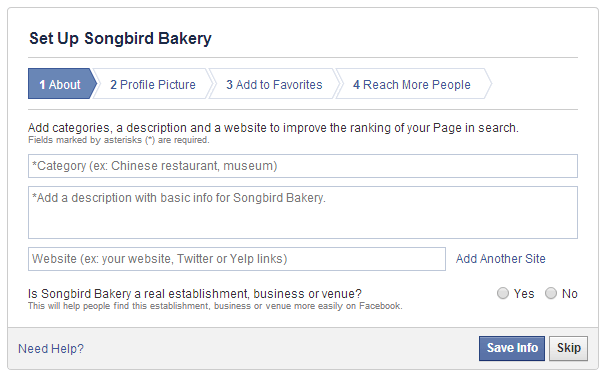 Set Up Songbird Bakery
1 About 2 Profile Picture 3 Add to Favorites 4 Reach More People
Add categories, a description and a website to improve the ranking of your Page in search.
Fields marked by asterisks (*) are required.
*Category (ex: Chinese restaurant, museum)
*Add a description with basic info for Songbird Bakery.
Website (ex: your website, Twitter or Yelp links) Add Another Site
Is Songbird Bakery a real establishment, business or venue? Yes No
This will help people find this establishment, business or venue more easily on Facebook.
Need Help? Save Info Skip